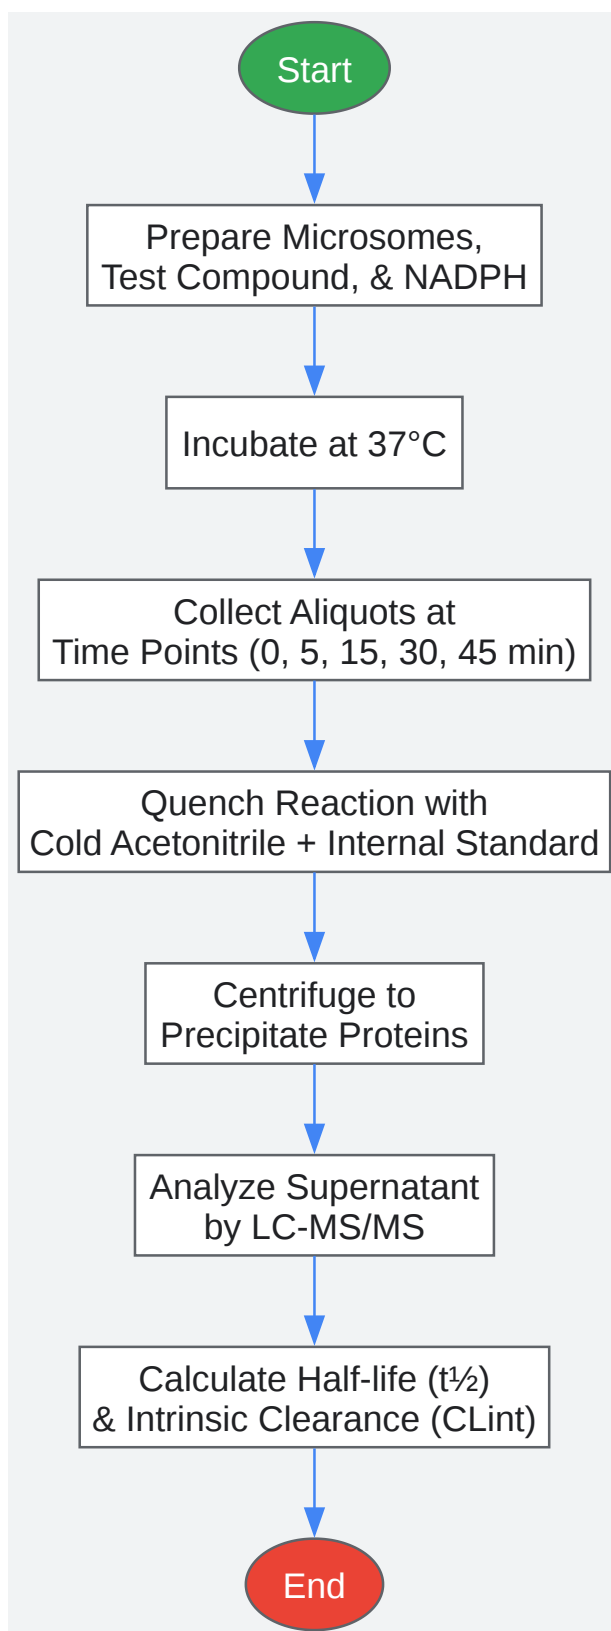 Start
Prepare Microsomes,
Test Compound, & NADPH
Incubate at 37°C
Collect Aliquots at
Time Points (0, 5, 15, 30, 45 min)
Quench Reaction with
Cold Acetonitrile + Internal Standard
Centrifuge to
Precipitate Proteins
Analyze Supernatant
by LC-MS/MS
Calculate Half-life (t½)
& Intrinsic Clearance (CLint)
End